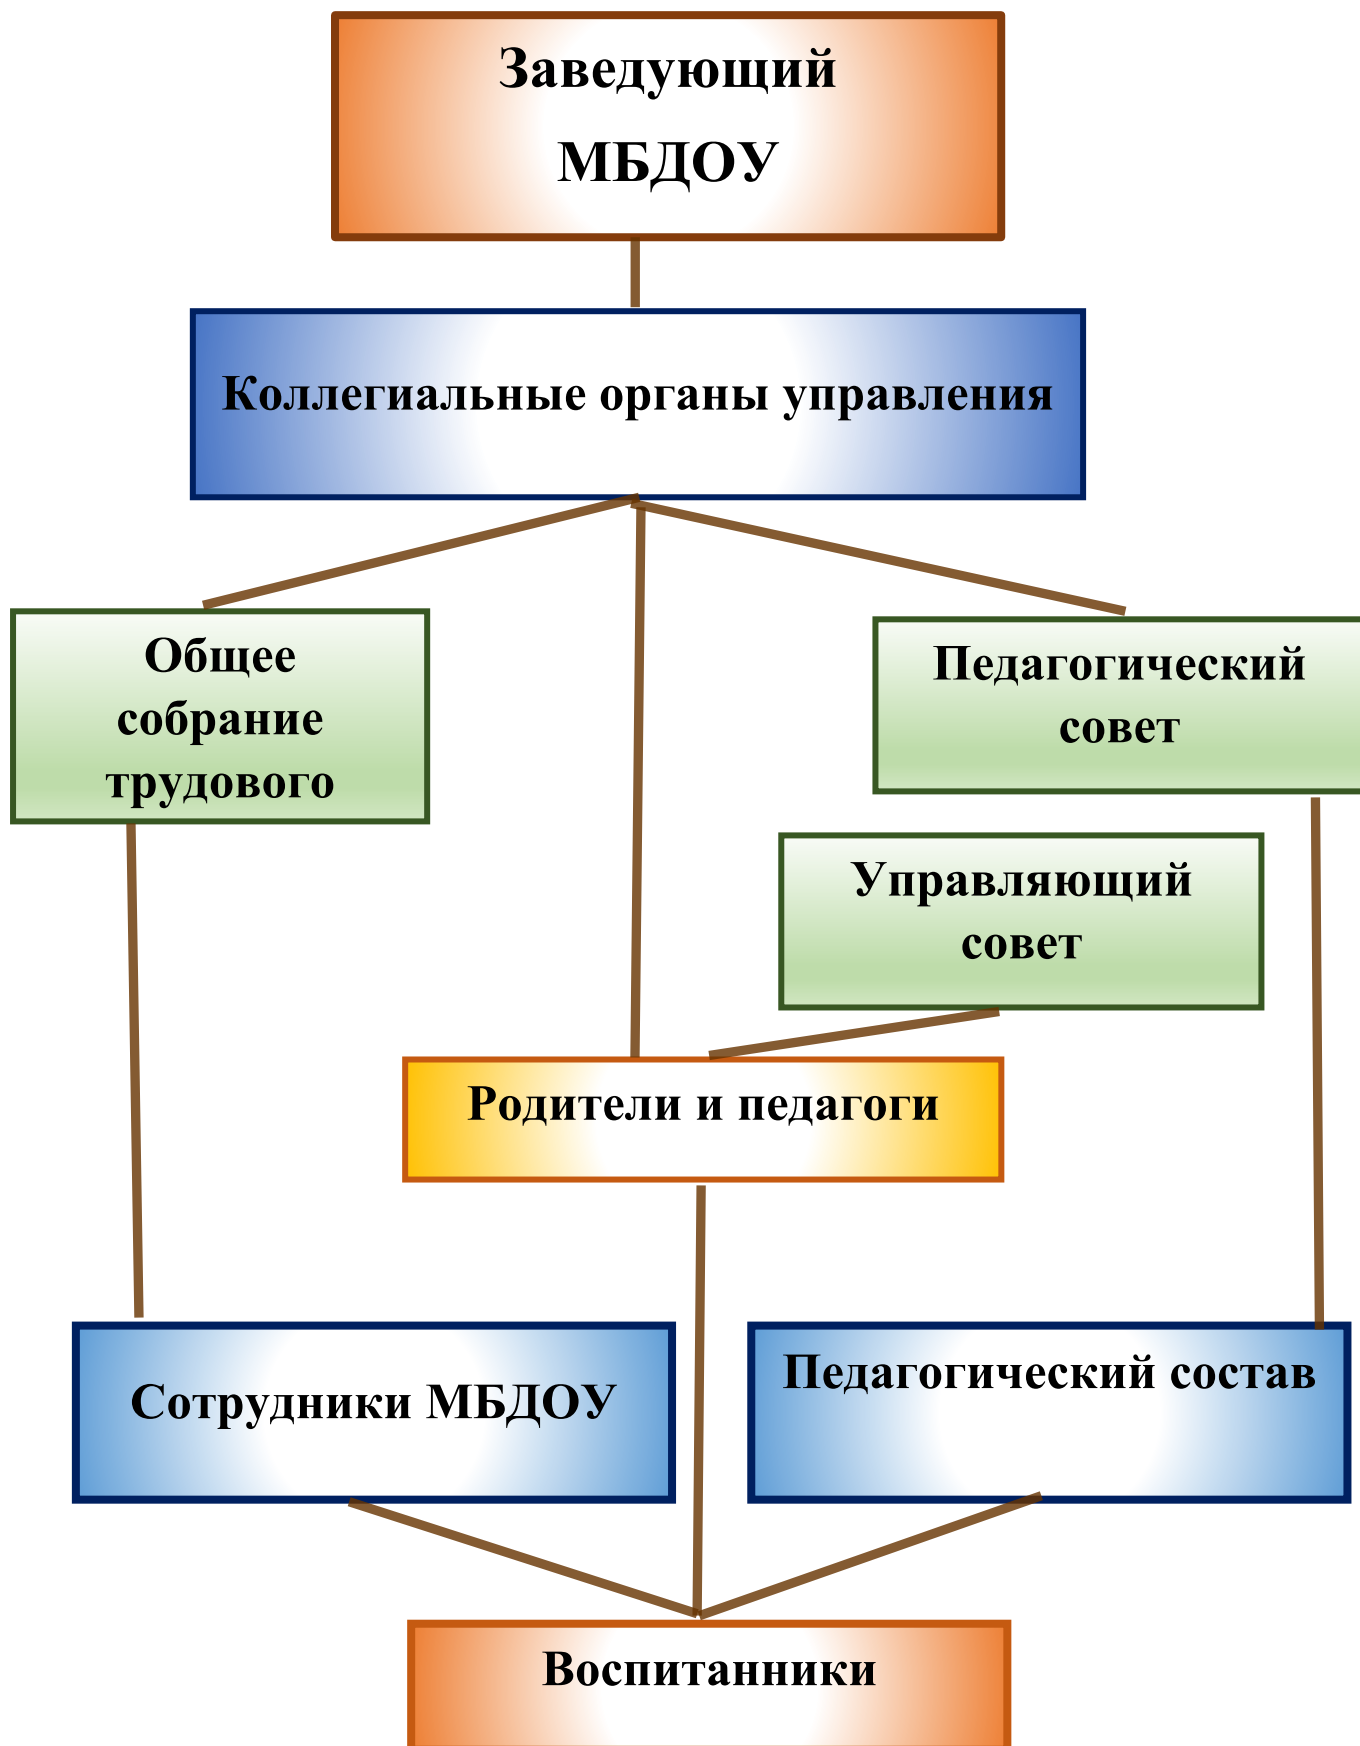 Заведующий
МБДОУ
Коллегиальные органы управления
Общее
собрание
трудового
Педагогический
совет
Управляющий
совет
Родители и педагоги
Сотрудники МБДОУ
Педагогический состав
Воспитанники